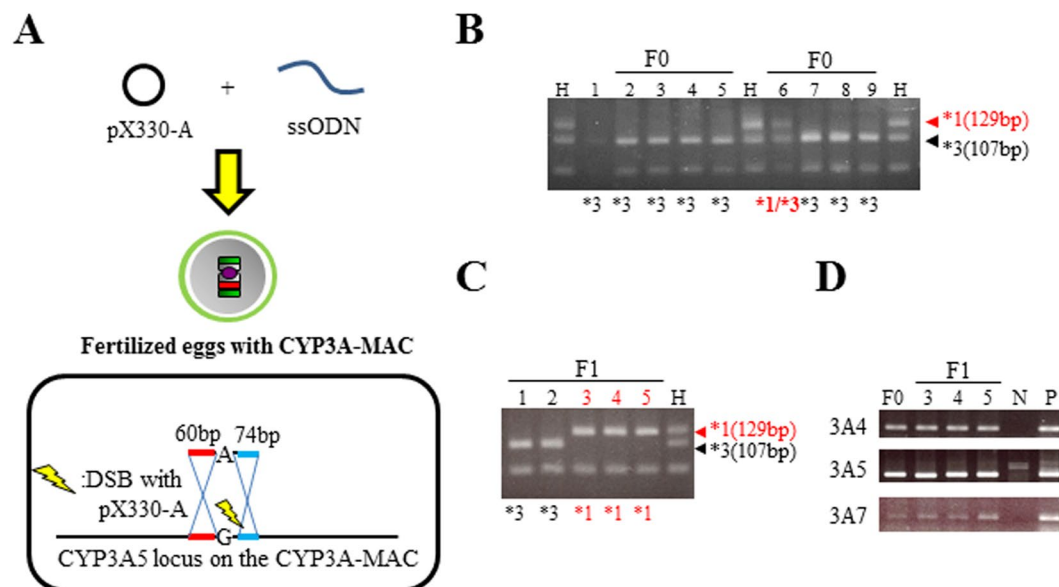 A
pX330-A
+
ssODN
Fertilized eggs with CYP3A-MAC
60bp
A
74bp
:DSB with
pX330-A
G
CYP3A5 locus on the CYP3A-MAC
B
F0 F0
H 1 2 3 4 5 H 6 7 8 9 H
*1(129bp)
*3(107bp)
*3 *3 *3 *3 *3 *1/*3 *3 *3 *3
C
F1
1 2 3 4 5 H
*1(129bp)
*3(107bp)
*3 *3 *1 *1 *1
D
F1
F0 3 4 5 N P
3A4
3A5
3A7